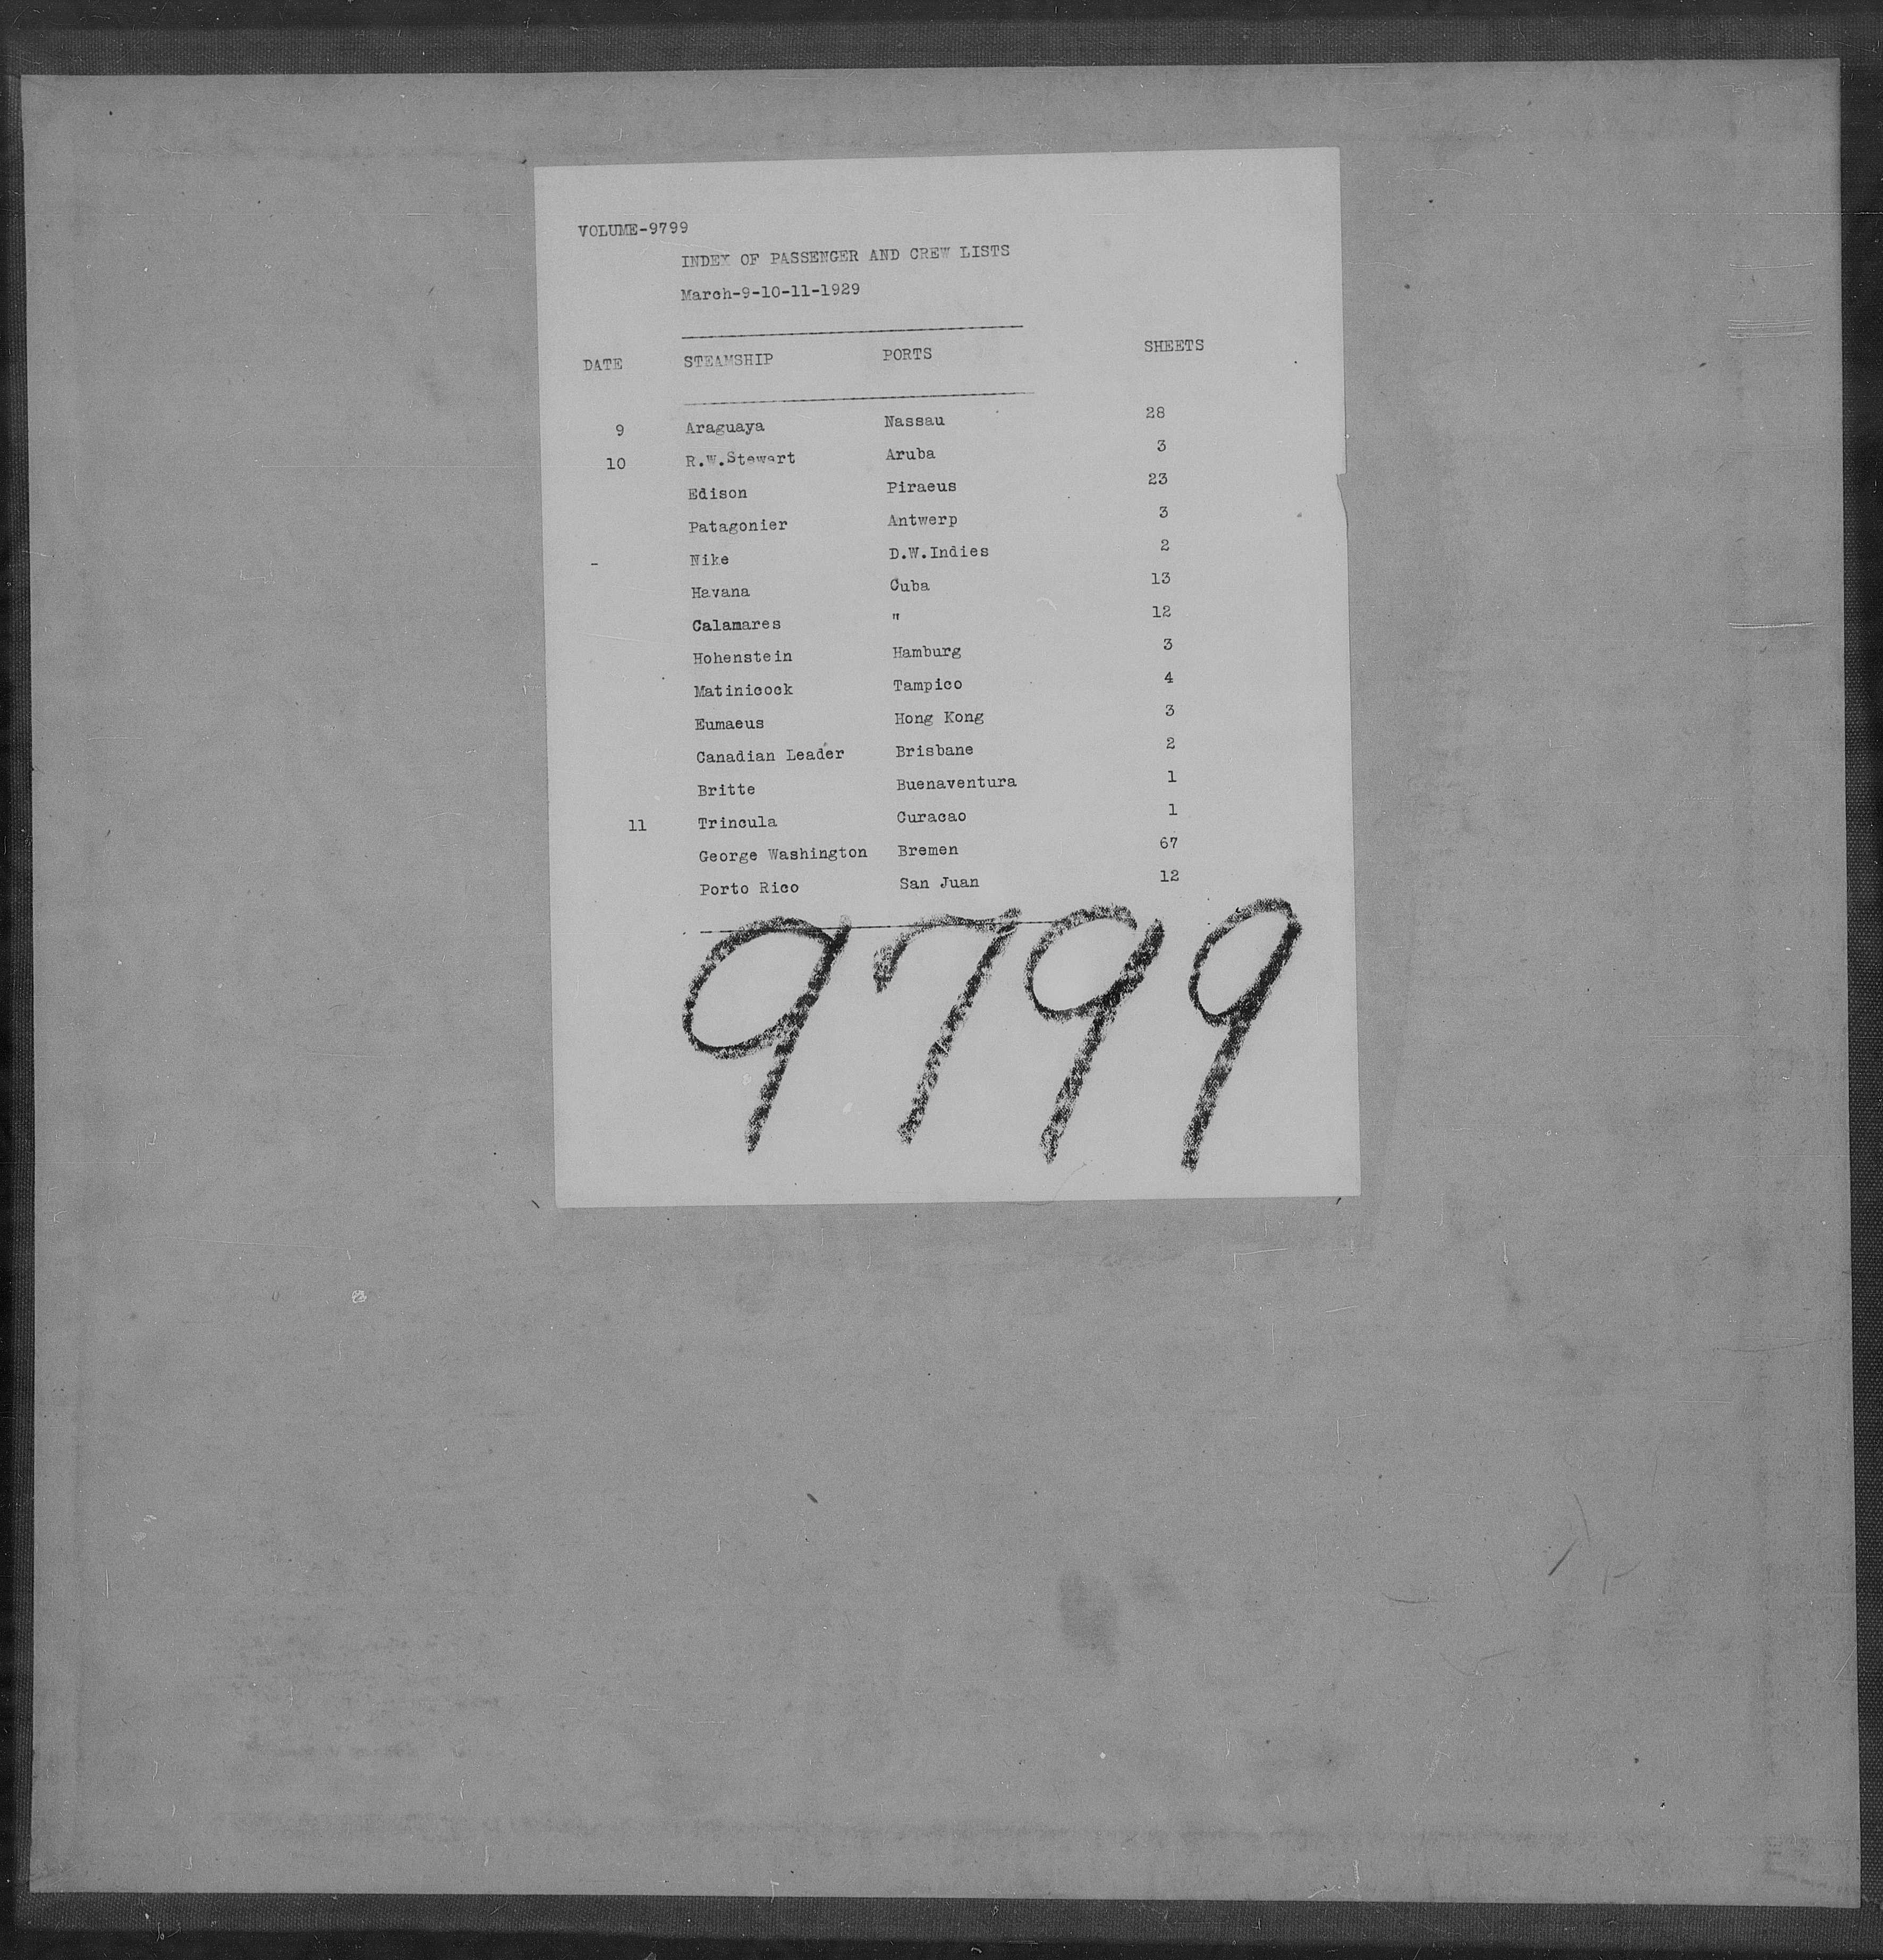 VOLUME-9799
INDEX OF PASSENGER AND CREW LISTS
March-9-10-11-1929
DATE STEAMSHIP PORTS SHEETS
9 Araguaya Nassau 28
10 R.W.Stewart Aruba 3
Edison Piraeus 23
Patagonier Antwerp 3
- Nike D.W.Indies 2
Havana Cuba 13
Calamares " 12
Hohenstein Hamburg 3
Matinicock Tampico 4
Eumaeus Hong Kong 3
Canadian Leader Brisbane 2
Britte Buenaventura 1
11 Trincula Curacao 1
George Washington Bremen 67
Porto Rico San Juan 12
9799